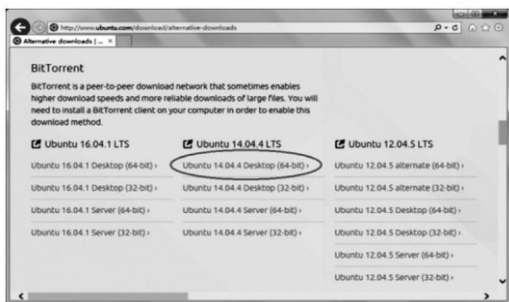 http://www.ubuntu.com/download/alternative-downloads
Alternative downloads | ...
BitTorrent
BitTorrent is a peer-to-peer download network that sometimes enables
higher download speeds and more reliable downloads of large files. You will
need to install a BitTorrent client on your computer in order to enable this
download method.
Ubuntu 16.04.1 LTS
Ubuntu 16.04.1 Desktop (64-bit) ›
Ubuntu 16.04.1 Desktop (32-bit) ›
Ubuntu 16.04.1 Server (64-bit) ›
Ubuntu 16.04.1 Server (32-bit) ›
Ubuntu 14.04.4 LTS
Ubuntu 14.04.4 Desktop (64-bit) ›
Ubuntu 14.04.4 Desktop (32-bit) ›
Ubuntu 14.04.4 Server (64-bit) ›
Ubuntu 14.04.4 Server (32-bit) ›
Ubuntu 12.04.5 LTS
Ubuntu 12.04.5 alternate (64-bit) ›
Ubuntu 12.04.5 alternate (32-bit) ›
Ubuntu 12.04.5 Desktop (64-bit) ›
Ubuntu 12.04.5 Desktop (32-bit) ›
Ubuntu 12.04.5 Server (64-bit) ›
Ubuntu 12.04.5 Server (32-bit) ›